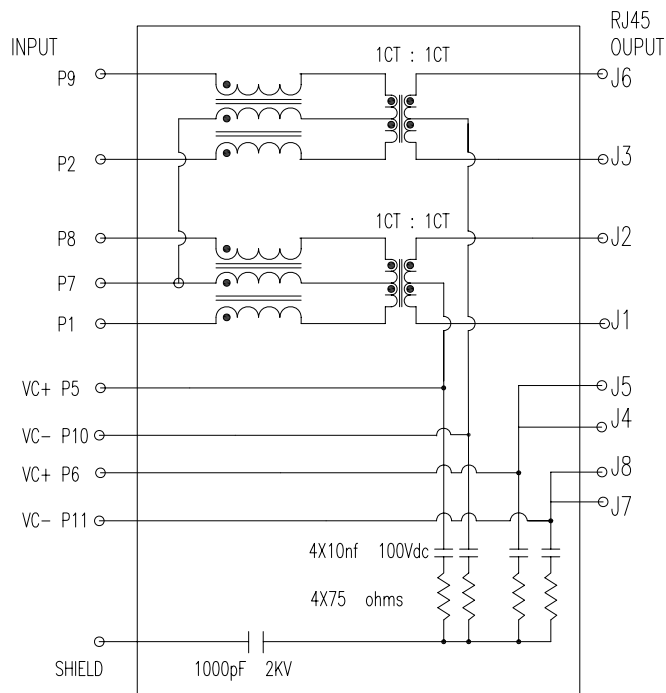 INPUT
RJ45
OUPUT
1CT : 1CT
P9
J6
P2
J3
1CT : 1CT
P8
J2
P7
P1
J1
VC+ P5
J5
J4
VC- P10
VC+ P6
J8
J7
VC- P11
4X10nf 100Vdc
4X75 ohms
SHIELD
1000pF 2KV